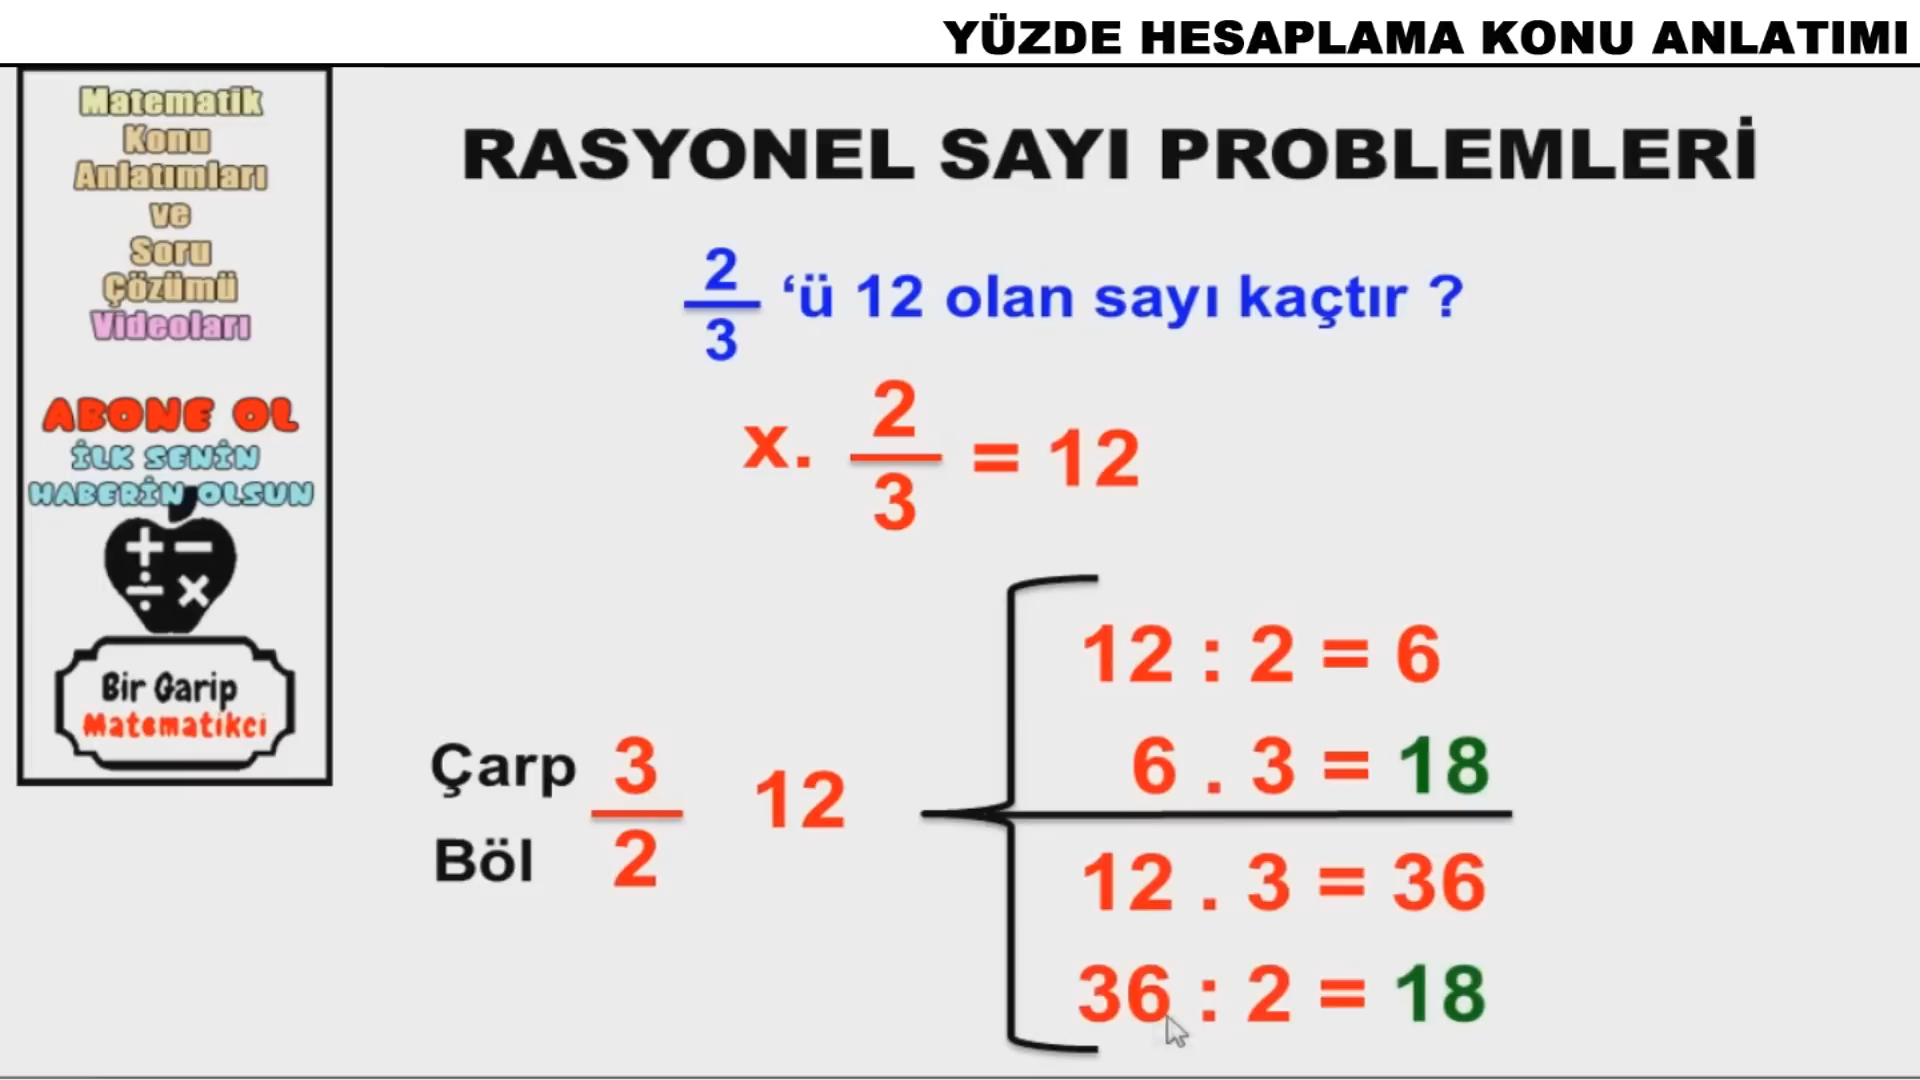 YÜZDE HESAPLAMA KONU ANLATIMI
Matematik
Konu
Anlatımları
ve
Soru
Çözümü
Videoları
ABONE OL
İLK SENİN
HABERİN OLSUN
+ −
÷ ×
Bir Garip
Matematikci
RASYONEL SAYI PROBLEMLERİ
2/3 ‘ü 12 olan sayı kaçtır ?
x. 2/3 = 12
Çarp 3
Böl 2
12
12 : 2 = 6
6 . 3 = 18
12 . 3 = 36
36 : 2 = 18